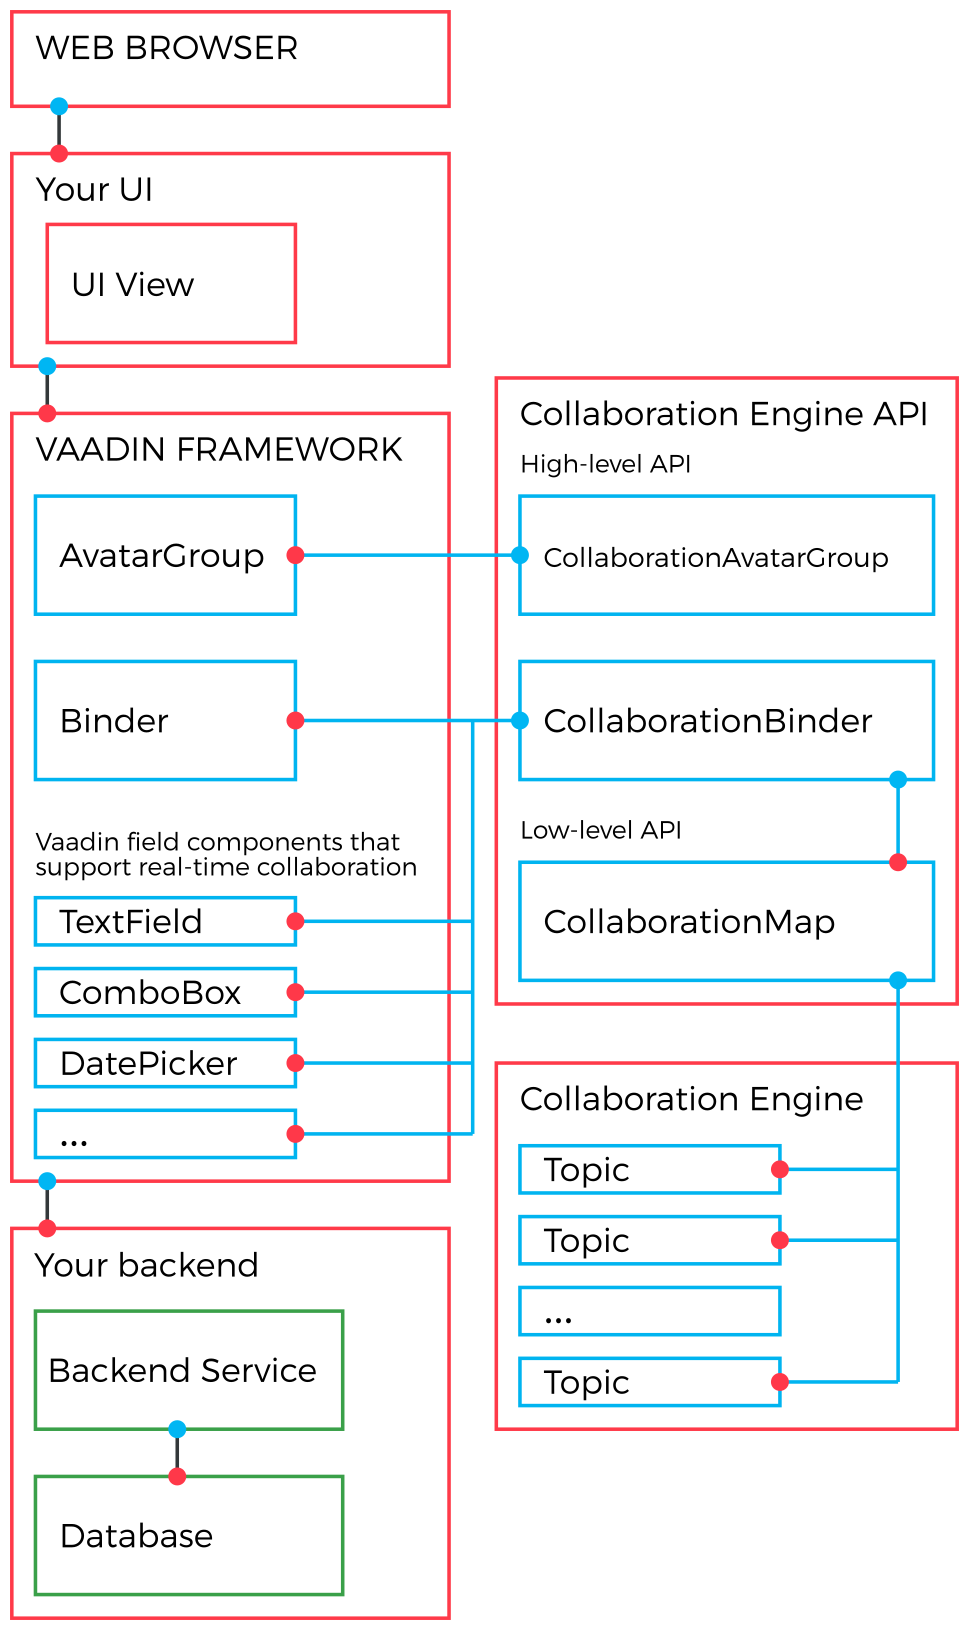 WEB BROWSER
Your UI
UI View
VAADIN FRAMEWORK
AvatarGroup
Binder
Vaadin field components that
support real-time collaboration
TextField
ComboBox
DatePicker
...
Your backend
Backend Service
Database
Collaboration Engine API
High-level API
CollaborationAvatarGroup
CollaborationBinder
Low-level API
CollaborationMap
Collaboration Engine
Topic
Topic
...
Topic